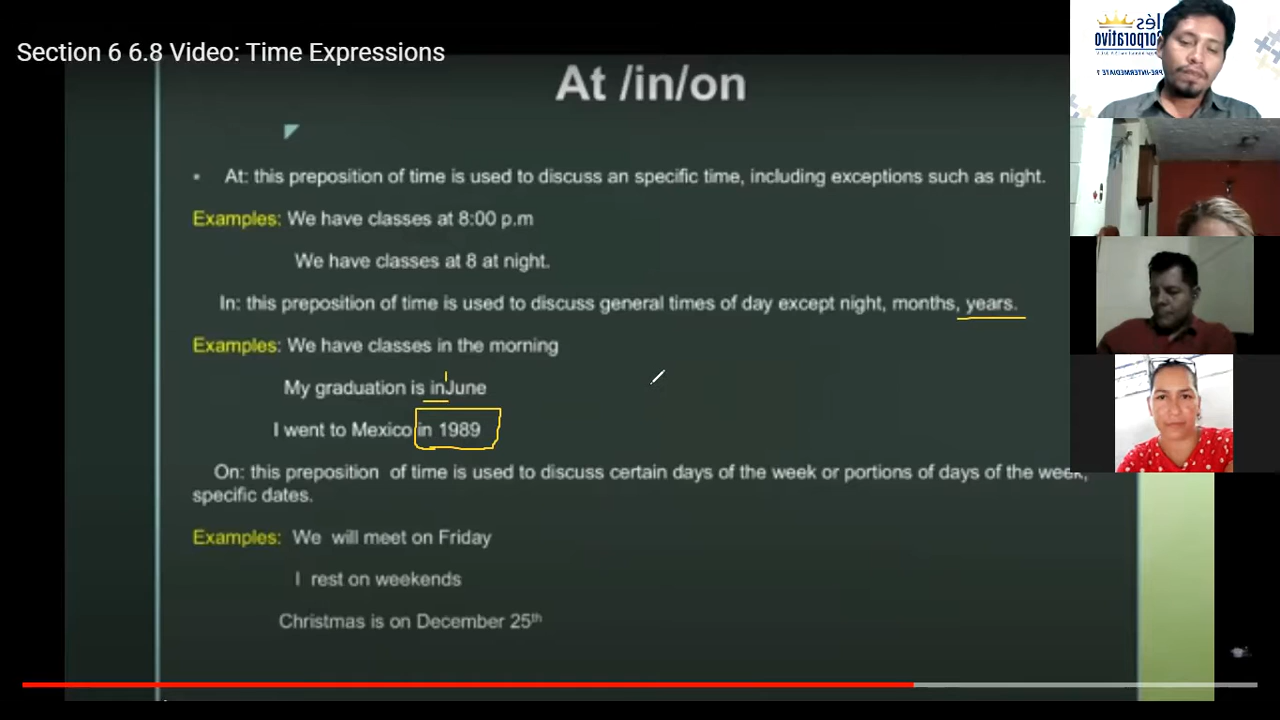 Section 6 6.8 Video: Time Expressions
At /in/on
• At: this preposition of time is used to discuss an specific time, including exceptions such as night.
Examples: We have classes at 8:00 p.m
We have classes at 8 at night.
In: this preposition of time is used to discuss general times of day except night, months, years.
Examples: We have classes in the morning
My graduation is inJune
I went to Mexico in 1989
On: this preposition of time is used to discuss certain days of the week or portions of days of the week,
specific dates.
Examples: We will meet on Friday
I rest on weekends
Christmas is on December 25th
lés
orporativo
PRE-INTERMEDIATE 1